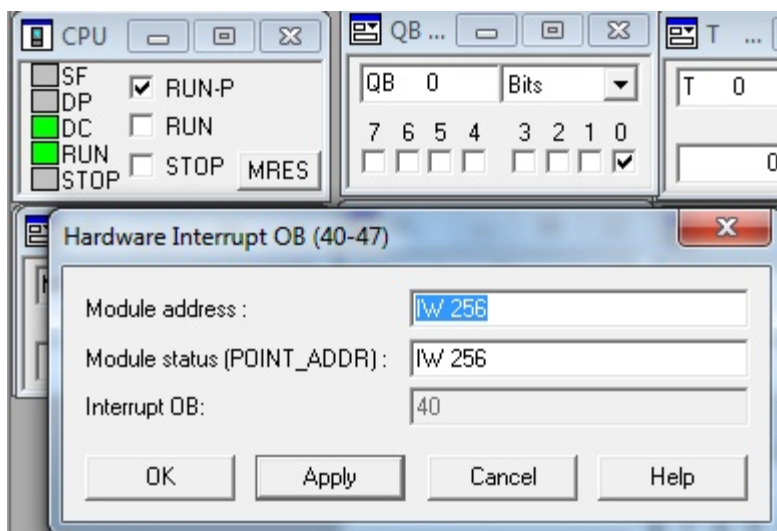 CPU
SF
DP
DC
RUN
STOP
RUN-P
RUN
STOP
MRES
QB ...
QB 0 Bits
7 6 5 4 3 2 1 0
T ...
T 0
0
Hardware Interrupt OB (40-47)
Module address : IW 256
Module status (POINT_ADDR) : IW 256
Interrupt OB: 40
OK Apply Cancel Help